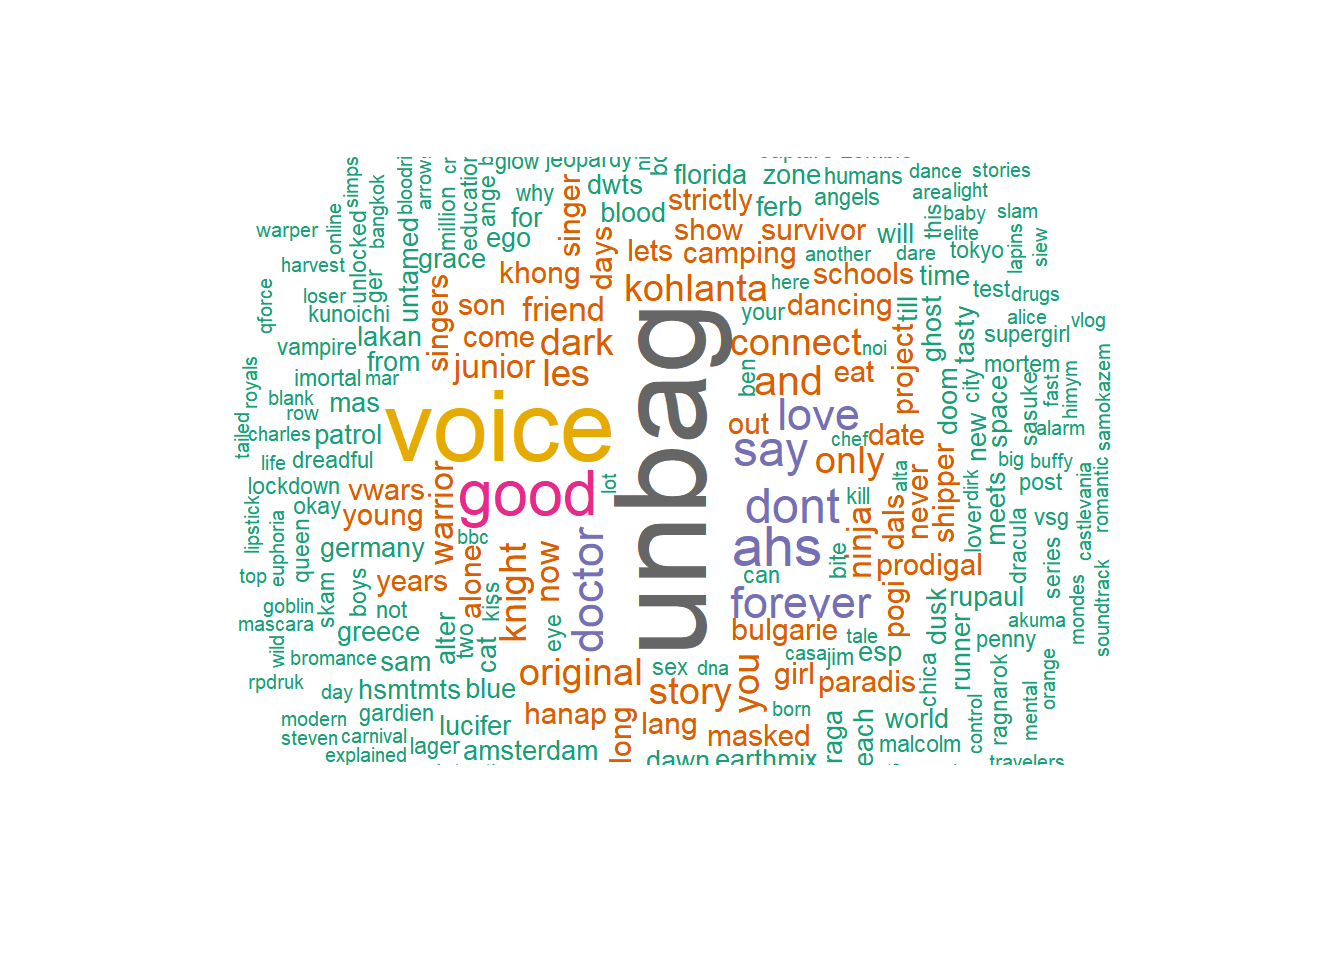 glow
jeopardy
florida
zone
humans
dance
stories
simps
education
million
ange
why
dwts
strictly
ferb
angels
area
light
bangkok
online
for
blood
singer
show
survivor
will
this
baby
slam
warper
unlocked
ego
days
lets
camping
another
dare
elite
tokyo
lapins
siew
harvest
ger
untamed
grace
khong
kohlanta
here
schools
time
test
drugs
loser
kunoichi
singers
son
friend
your
dancing
till
ghost
tasty
alice
vlog
qforce
lakan
come
dark
connect
noi
supergirl
vampire
from
junior
les
unbag
ben
and
eat
project
mortem
royals
imortal
mar
blank
row
mas
voice
out
love
doom
new
city
space
sasuke
fast
himym
samokazem
tailed
charles
patrol
say
chef
date
alarm
life
dreadful
only
big
buffy
lockdown
vwars
warrior
good
lot
dont
kill
alta
never
shipper
loverdirk
meets
post
romantic
castlevania
lipstick
okay
young
ahs
ninja
dals
dracula
vsg
euphoria
queen
germany
bbc
knight
now
doctor
bite
prodigal
series
top
skam
boys
years
alone
kiss
can
forever
pogi
dusk
rupaul
goblin
not
mascara
greece
alter
two
cat
eye
bulgarie
tale
runner
akuma
penny
mondes
soundtrack
wild
bromance
sam
original
sex
dna
casa
jim
esp
rpdruk
day
hsmtmts
blue
story
you
girl
paradis
chica
ragnarok
mental
orange
modern
gardien
lucifer
hanap
long
lang
born
raga
each
world
control
steven
carnival
lager
amsterdam
masked
malcolm
explained
dawn
earthmix
travelers